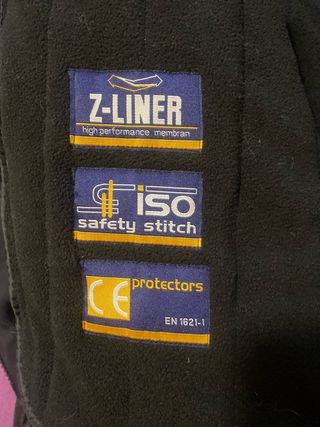 Z-LINER
high performance membran
iso
safety stitch
CE
protectors
EN 1621-1